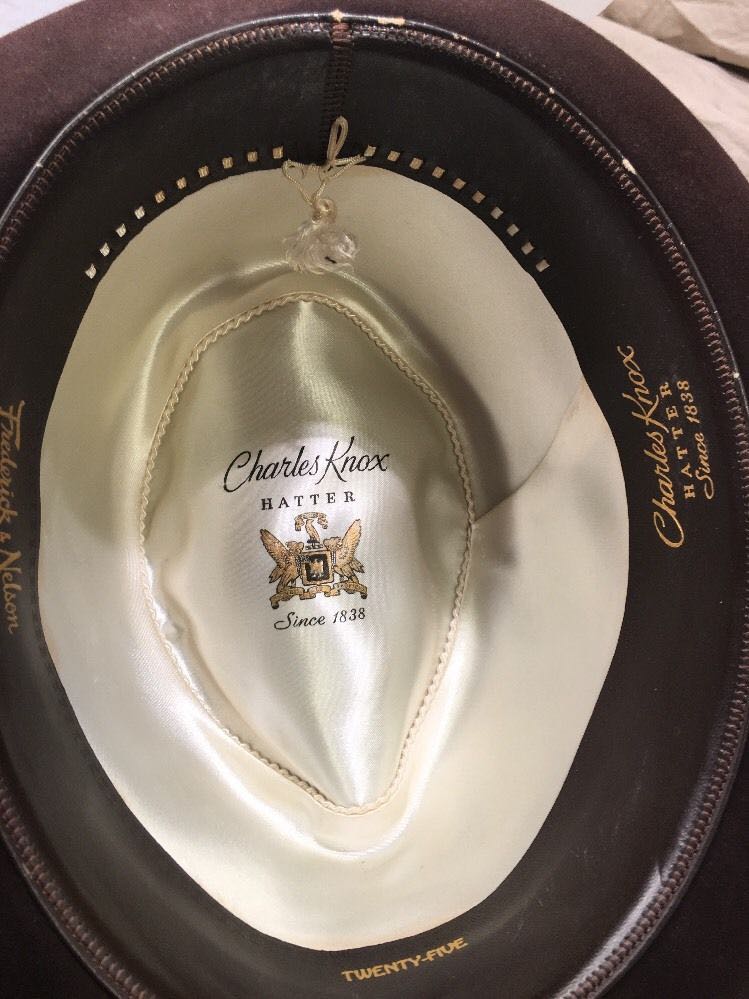 Charles Knox
HATTER
Since 1838
Charles Knox
HATTER
Since 1838
Frederick & Nelson
TWENTY-FIVE